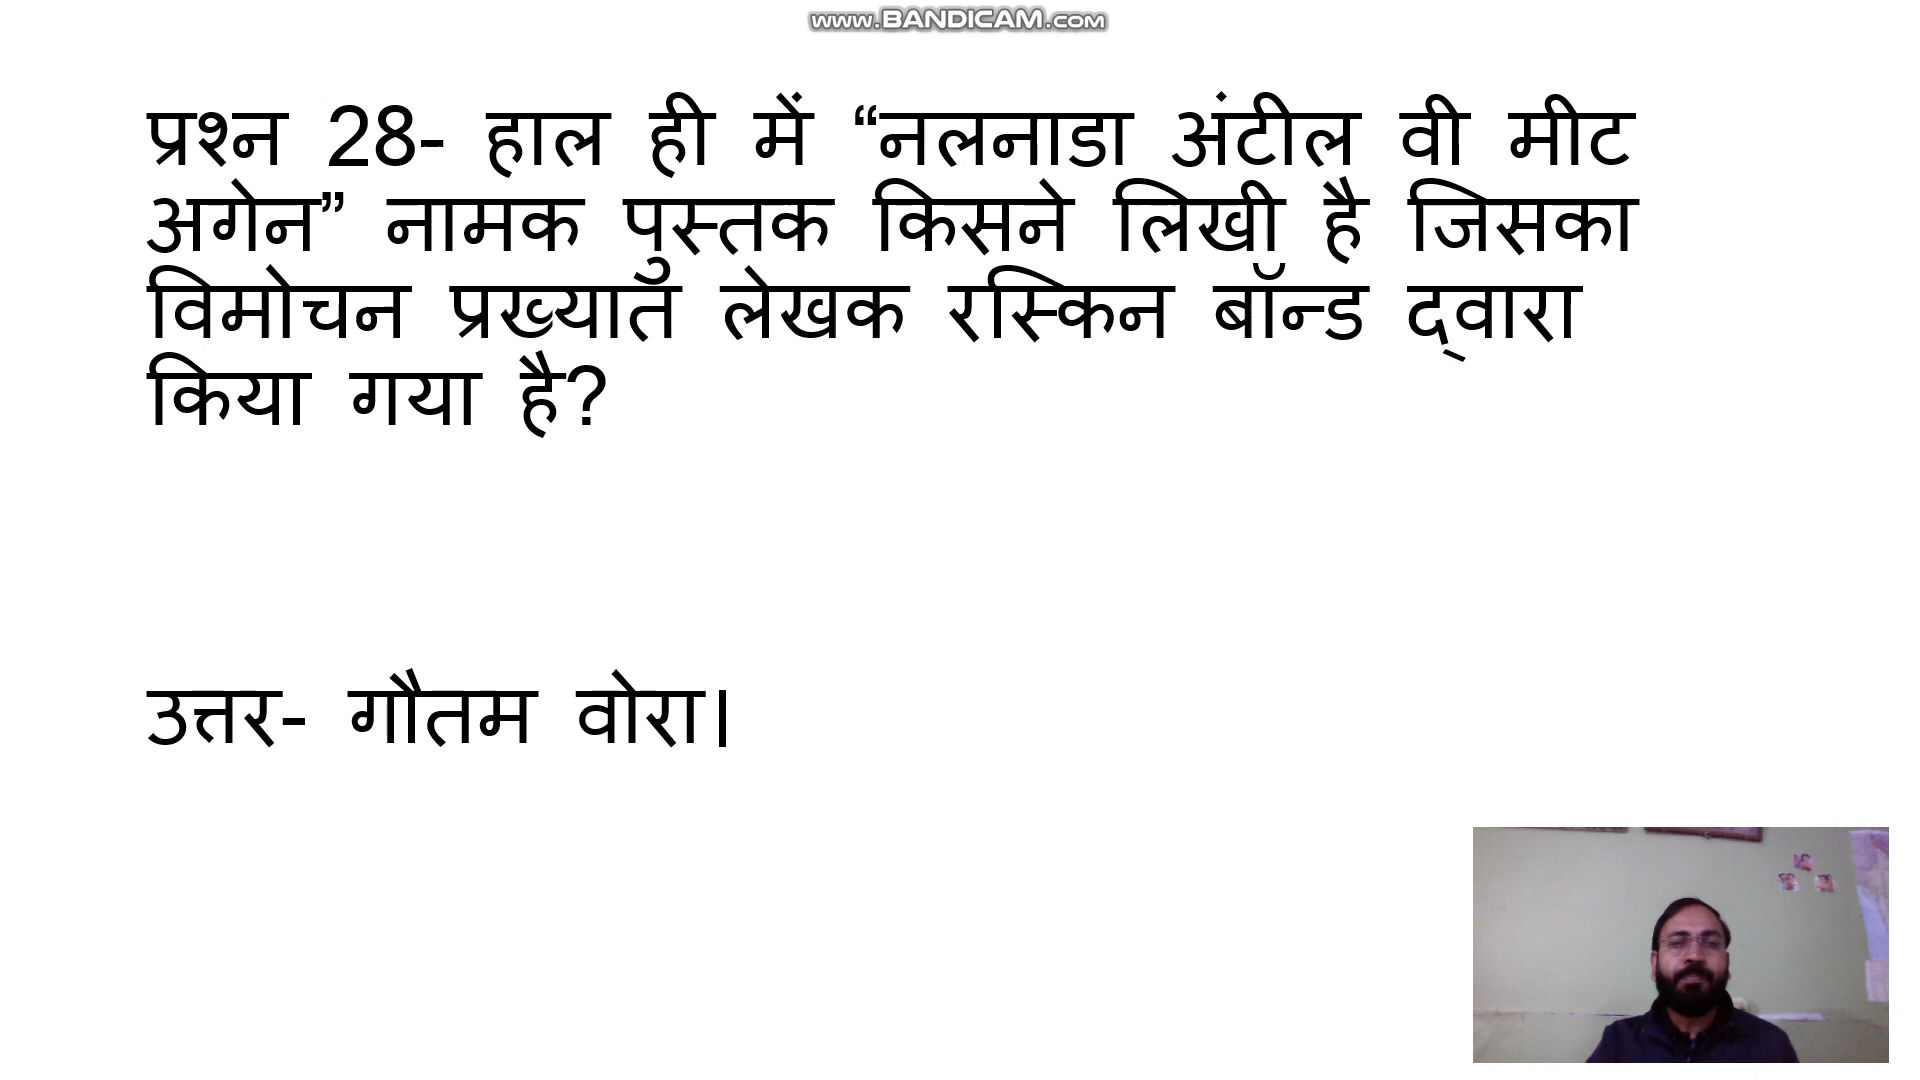 www.BANDICAM.com
प्रश्न 28- हाल ही में “नलनाडा अंटील वी मीट
अगेन” नामक पुस्तक किसने लिखी है जिसका
विमोचन प्रख्यात लेखक रस्किन बॉन्ड द्वारा
किया गया है?
उत्तर- गौतम वोरा।